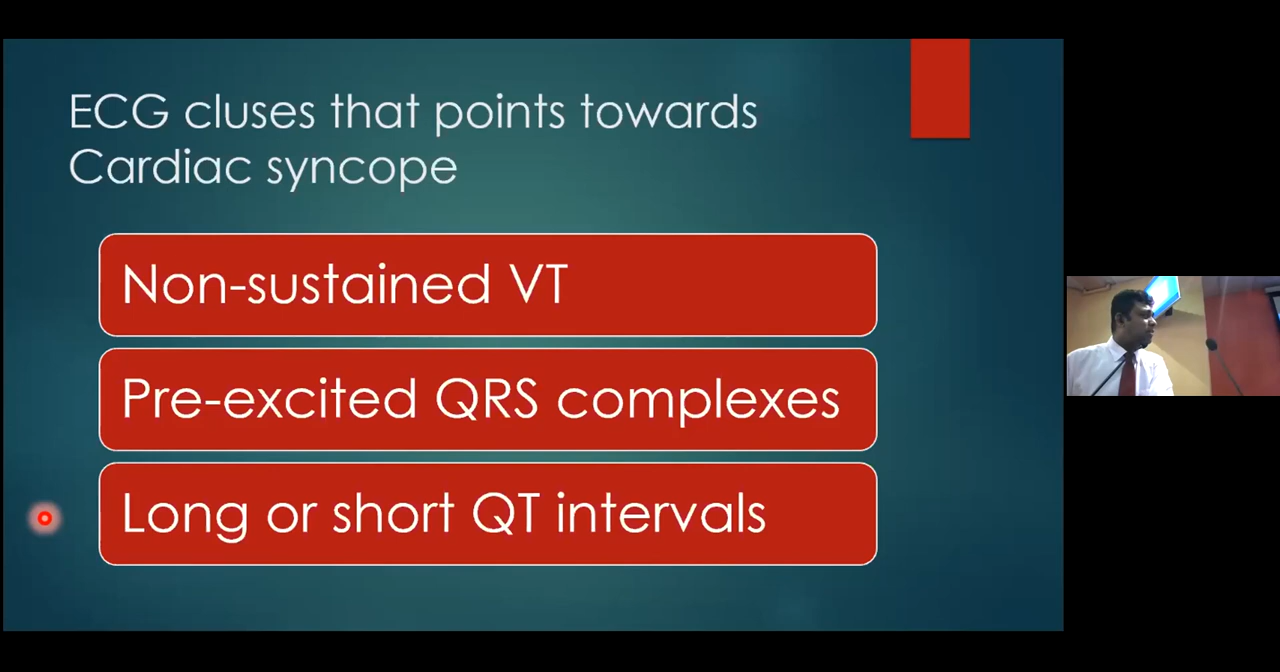 ECG cluses that points towards
Cardiac syncope
Non-sustained VT
Pre-excited QRS complexes
Long or short QT intervals